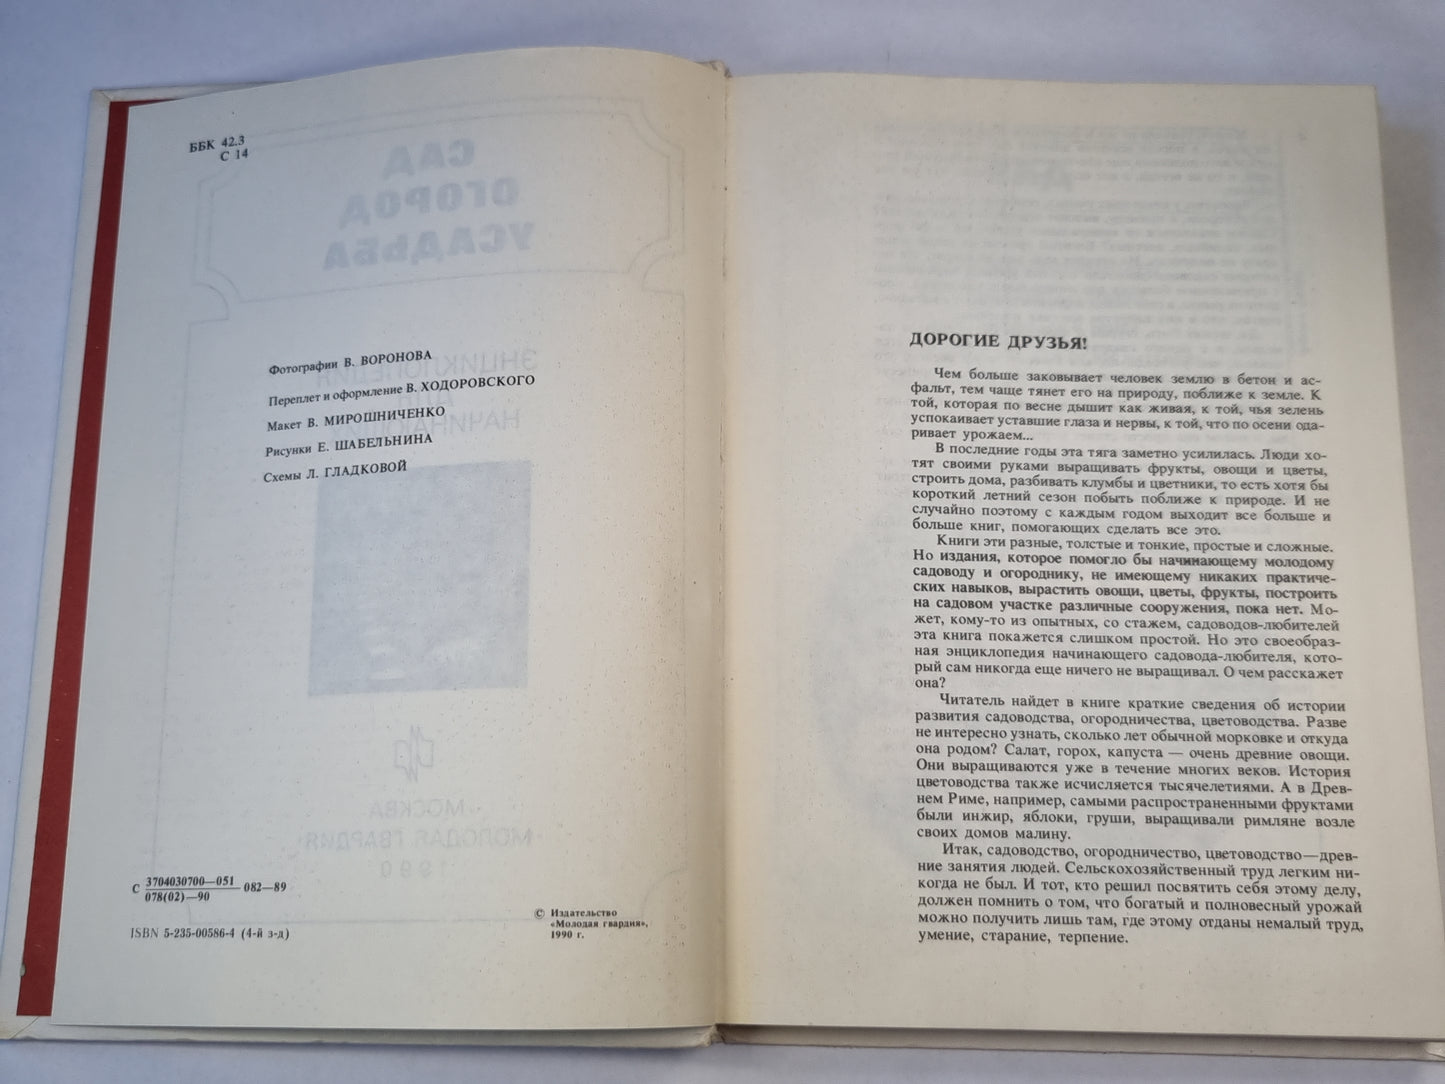 ББК 42.3
С 14
Фотографии В. ВОРОНОВА
Переплет и оформление В. ХОДОРОВСКОГО
Макет В. МИРОШНИЧЕНКО
Рисунки Е. ШАБЕЛЬНИНА
Схемы Л. ГЛАДКОВОЙ
САД
ОГОРОД
УСАДЬБА
ЭНЦИКЛОПЕДИЯ
ДЛЯ
НАЧИНАЮЩИХ
МОСКВА
МОЛОДАЯ ГВАРДИЯ
1990
С 3704030700—051 082—89
078(02)—90
ISBN 5-235-00586-4 (4-й з-д)
© Издательство
«Молодая гвардия»,
1990 г.
ДОРОГИЕ ДРУЗЬЯ!
Чем больше заковывает человек землю в бетон и ас-
фальт, тем чаще тянет его на природу, поближе к земле. К
той, которая по весне дышит как живая, к той, чья зелень
успокаивает уставшие глаза и нервы, к той, что по осени ода-
ривает урожаем...
В последние годы эта тяга заметно усилилась. Люди хо-
тят своими руками выращивать фрукты, овощи и цветы,
строить дома, разбивать клумбы и цветники, то есть хотя бы
короткий летний сезон побыть поближе к природе. И не
случайно поэтому с каждым годом выходит все больше и
больше книг, помогающих сделать все это.
Книги эти разные, толстые и тонкие, простые и сложные.
Но издания, которое помогло бы начинающему молодому
садоводу и огороднику, не имеющему никаких практиче-
ских навыков, вырастить овощи, цветы, фрукты, построить
на садовом участке различные сооружения, пока нет. Мо-
жет, кому-то из опытных, со стажем, садоводов-любителей
эта книга покажется слишком простой. Но это своеобраз-
ная энциклопедия начинающего садовода-любителя, кото-
рый сам никогда еще ничего не выращивал. О чем расскажет
она?
Читатель найдет в книге краткие сведения об истории
развития садоводства, огородничества, цветоводства. Разве
не интересно узнать, сколько лет обычной морковке и откуда
она родом? Салат, горох, капуста — очень древние овощи.
Они выращиваются уже в течение многих веков. История
цветоводства также исчисляется тысячелетиями. А в Древ-
нем Риме, например, самыми распространенными фруктами
были инжир, яблоки, груши, выращивали римляне возле
своих домов малину.
Итак, садоводство, огородничество, цветоводство—древ-
ние занятия людей. Сельскохозяйственный труд легким ни-
когда не был. И тот, кто решил посвятить себя этому делу,
должен помнить о том, что богатый и полновесный урожай
можно получить лишь там, где этому отданы немалый труд,
умение, старание, терпение.